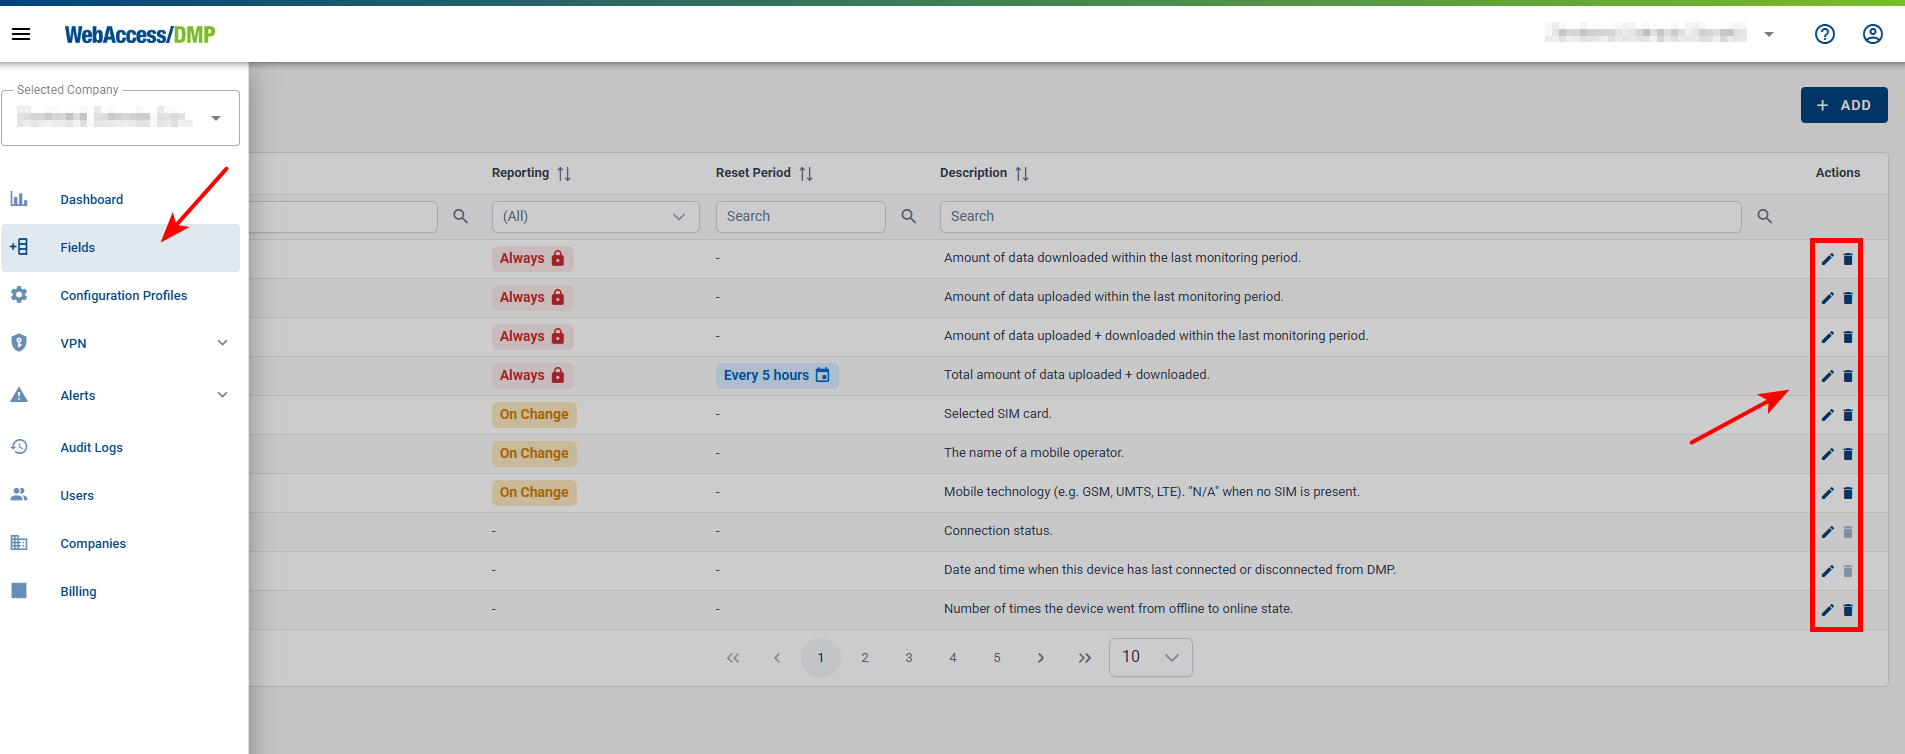 WebAccess/DMP
Selected Company
+ ADD
Dashboard
Fields
Configuration Profiles
VPN
Alerts
Audit Logs
Users
Companies
Billing
Reporting Reset Period Description Actions
(All) Search Search
Always - Amount of data downloaded within the last monitoring period.
Always - Amount of data uploaded within the last monitoring period.
Always - Amount of data uploaded + downloaded within the last monitoring period.
Always Every 5 hours Total amount of data uploaded + downloaded.
On Change - Selected SIM card.
On Change - The name of a mobile operator.
On Change - Mobile technology (e.g. GSM, UMTS, LTE). "N/A" when no SIM is present.
- - Connection status.
- - Date and time when this device has last connected or disconnected from DMP.
- - Number of times the device went from offline to online state.
1 2 3 4 5 10